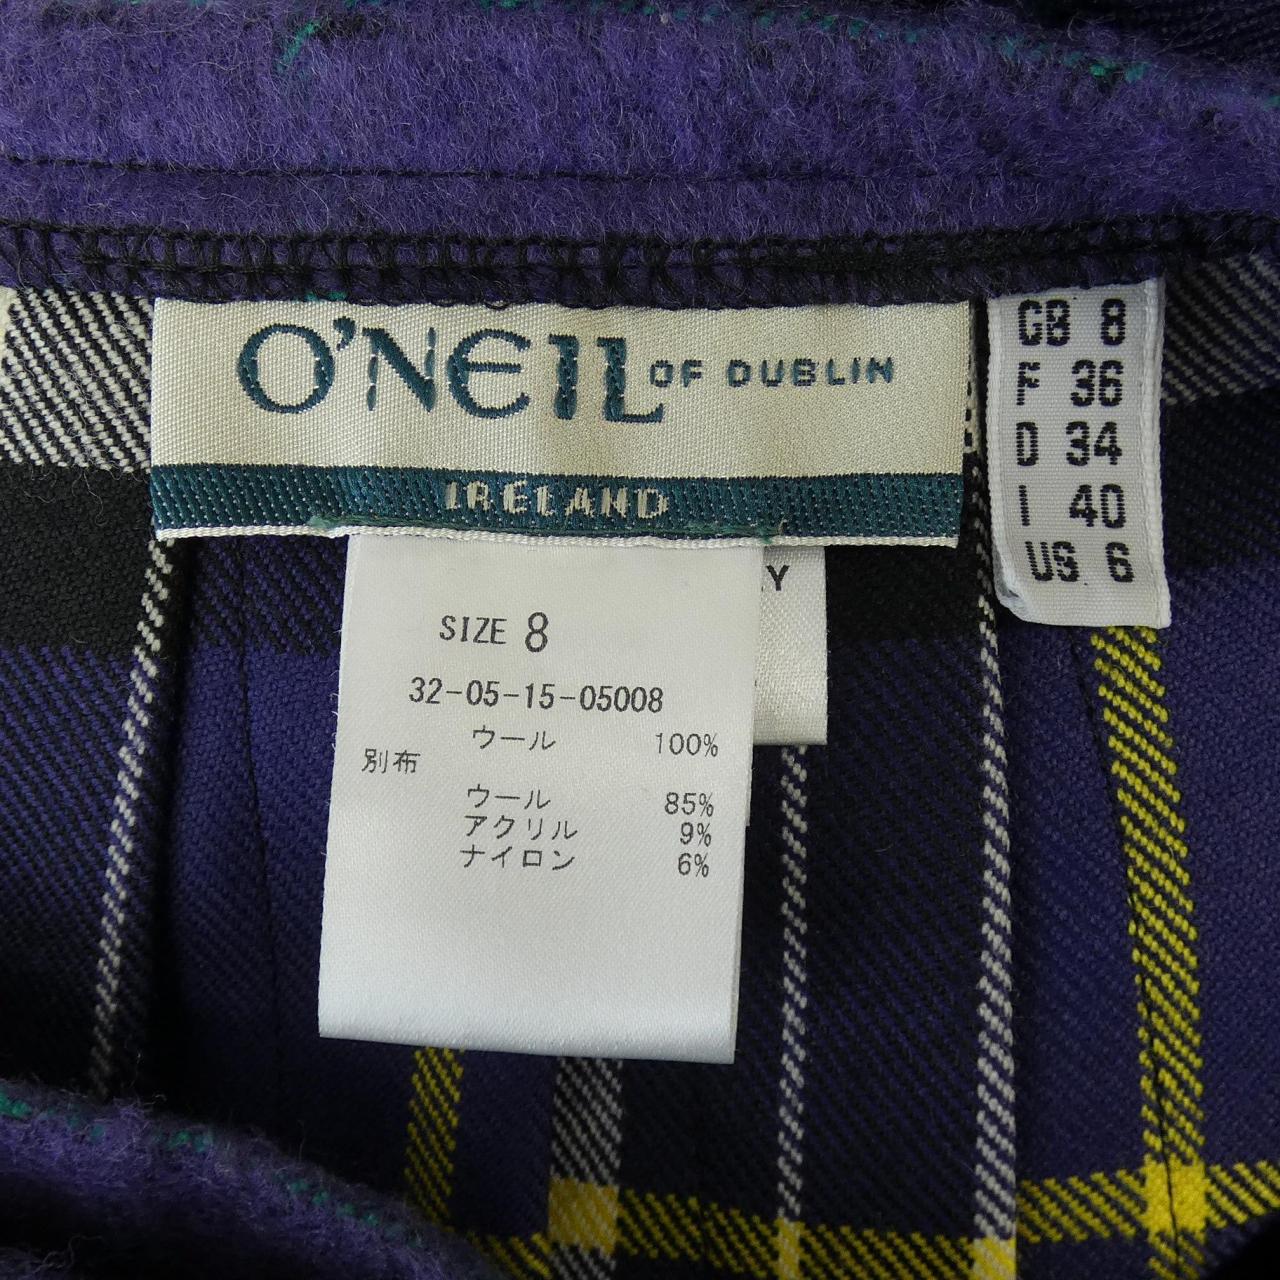 O'NEIL OF DUBLIN
IRELAND
GB 8
F 36
D 34
I 40
US 6
Y
SIZE 8
32-05-15-05008
ウール 100%
別布
ウール 85%
アクリル 9%
ナイロン 6%